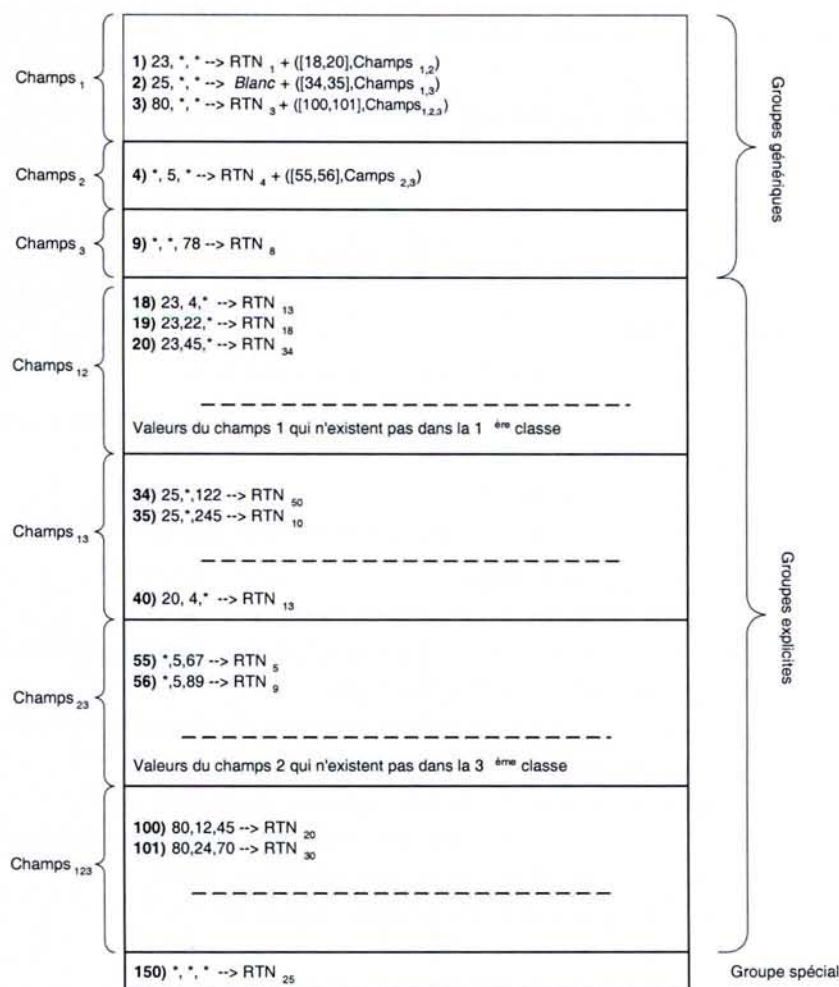 Champs 1
1) 23, *, * --> RTN 1 + ([18,20],Champs 1,2)
2) 25, *, * --> Blanc + ([34,35],Champs 1,3)
3) 80, *, * --> RTN 3 + ([100,101],Champs1,2,3)
Groupes génériques
Champs 2
4) *, 5, * --> RTN 4 + ([55,56],Camps 2,3)
Champs 3
9) *, *, 78 --> RTN 8
Champs 12
18) 23, 4,* --> RTN 13
19) 23,22,* --> RTN 18
20) 23,45,* --> RTN 34
Valeurs du champs 1 qui n'existent pas dans la 1 ère classe
Champs 13
34) 25,*,122 --> RTN 50
35) 25,*,245 --> RTN 10
40) 20, 4,* --> RTN 13
Groupes explicites
Champs 23
55) *,5,67 --> RTN 5
56) *,5,89 --> RTN 9
Valeurs du champs 2 qui n'existent pas dans la 3 ème classe
Champs 123
100) 80,12,45 --> RTN 20
101) 80,24,70 --> RTN 30
150) *, *, * --> RTN 25
Groupe spécial